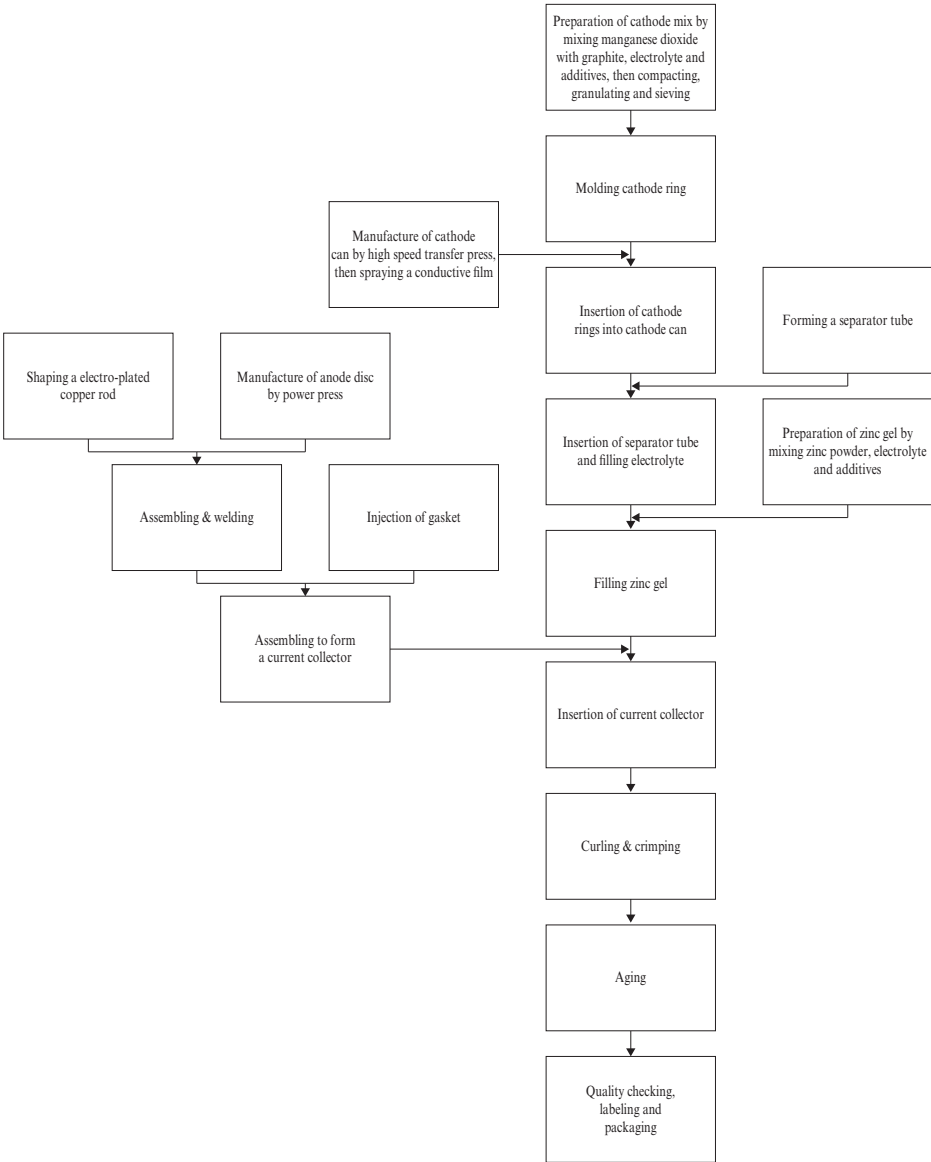 Preparation of cathode mix by
mixing manganese dioxide
with graphite, electrolyte and
additives, then compacting,
granulating and sieving
Molding cathode ring
Manufacture of cathode
can by high speed transfer press,
then spraying a conductive film
Insertion of cathode
rings into cathode can
Forming a separator tube
Shaping a electro-plated
copper rod
Manufacture of anode disc
by power press
Insertion of separator tube
and filling electrolyte
Preparation of zinc gel by
mixing zinc powder, electrolyte
and additives
Assembling & welding
Injection of gasket
Filling zinc gel
Assembling to form
a current collector
Insertion of current collector
Curling & crimping
Aging
Quality checking,
labeling and
packaging